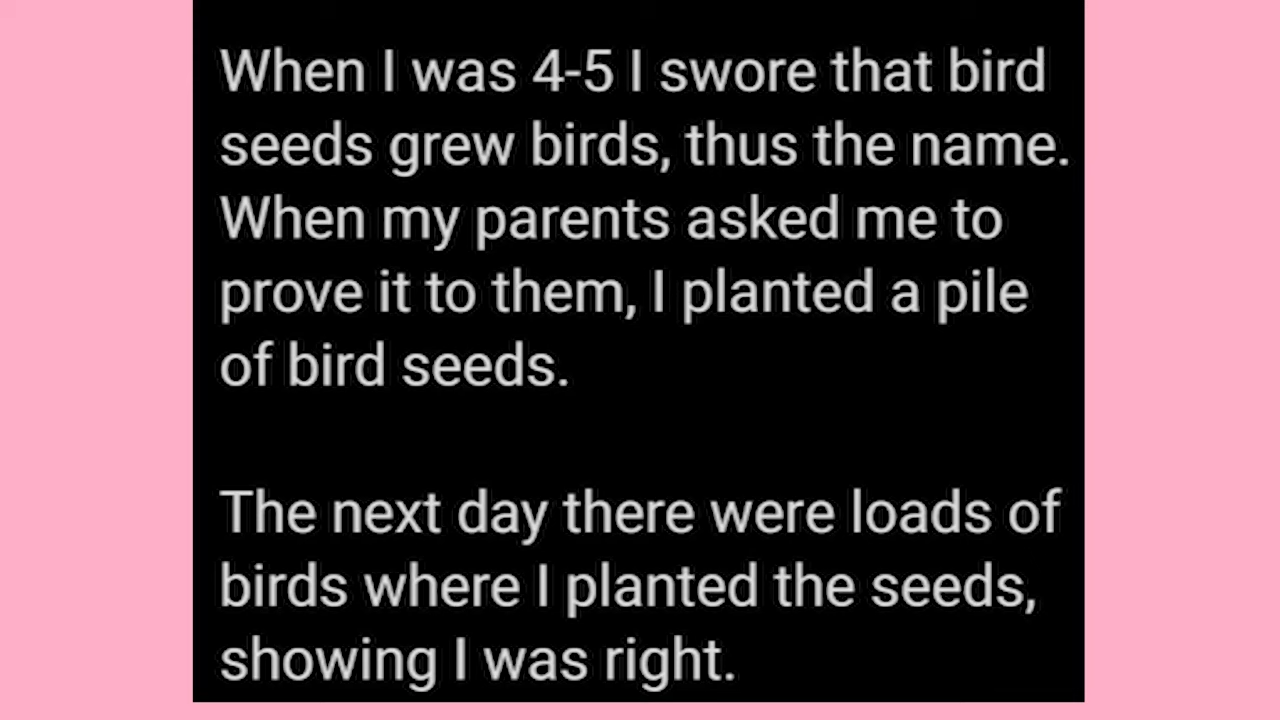 When I was 4-5 I swore that bird
seeds grew birds, thus the name.
When my parents asked me to
prove it to them, I planted a pile
of bird seeds.
The next day there were loads of
birds where I planted the seeds,
showing I was right.